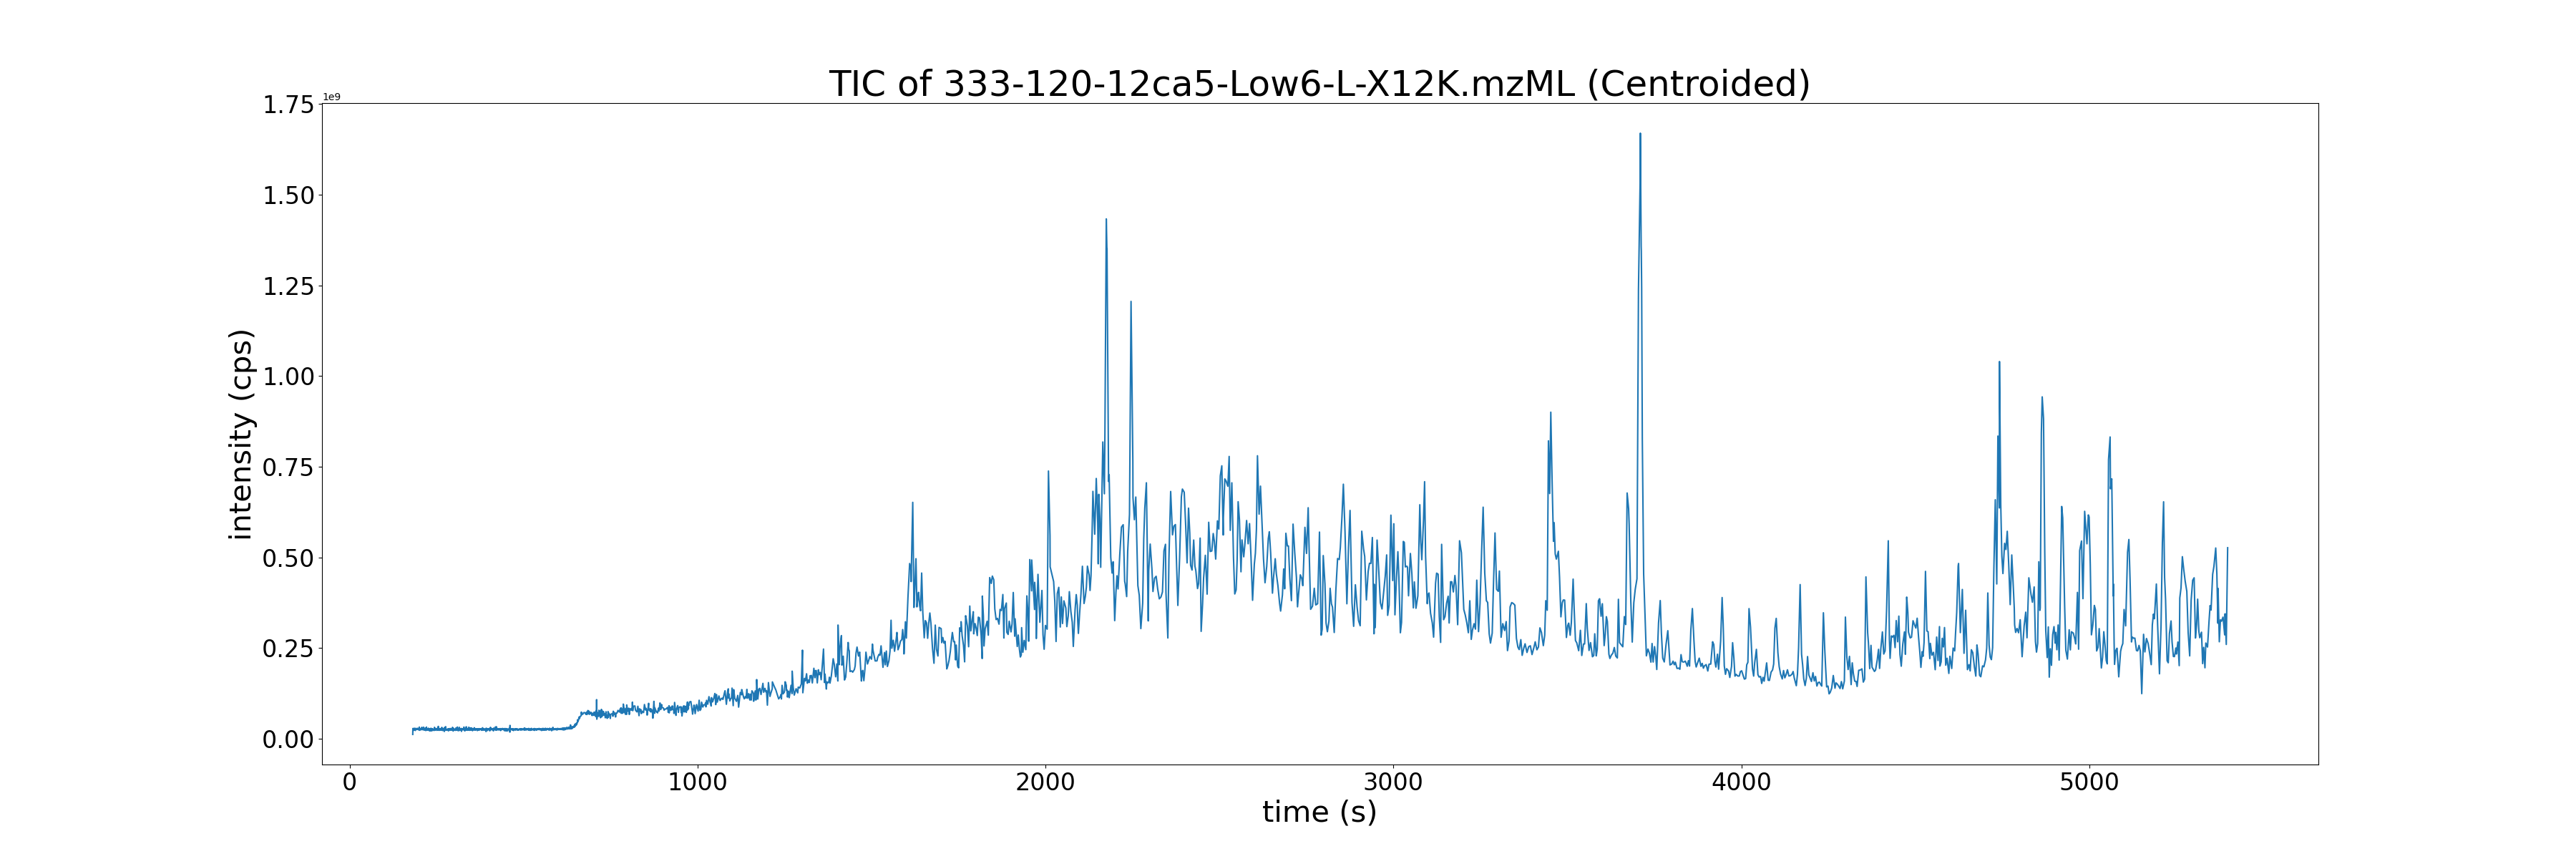 TIC of 333-120-12ca5-Low6-L-X12K.mzML (Centroided)
1e9
1.75
1.50
1.25
1.00
0.75
0.50
0.25
0.00
intensity (cps)
0 1000 2000 3000 4000 5000
time (s)